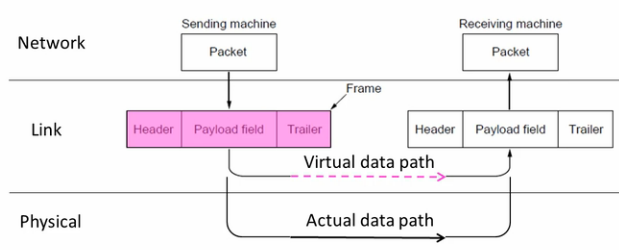 Sending machine
Receiving machine
Network
Packet
Packet
Frame
Link
Header
Payload field
Trailer
Header
Payload field
Trailer
Virtual data path
Physical
Actual data path